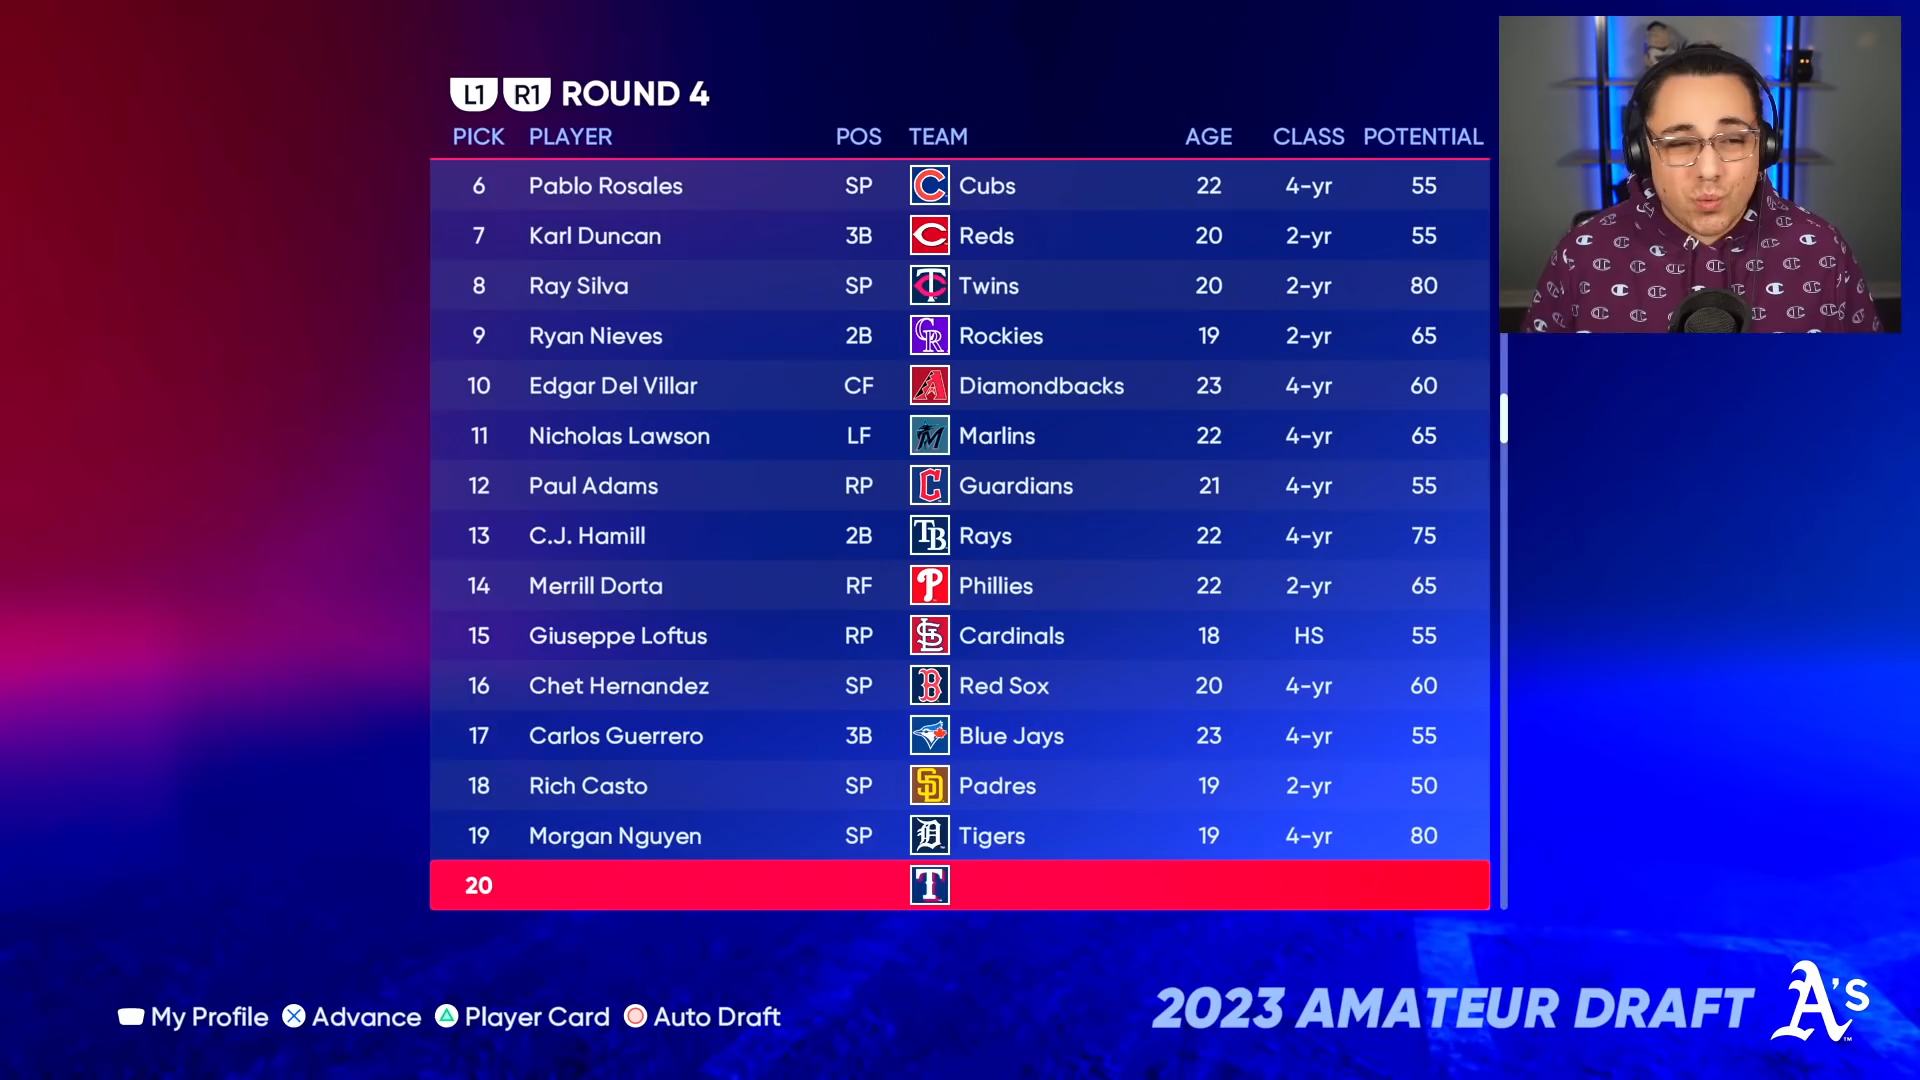 L1 R1 ROUND 4
PICK PLAYER POS TEAM AGE CLASS POTENTIAL
6 Pablo Rosales SP Cubs 22 4-yr 55
7 Karl Duncan 3B Reds 20 2-yr 55
8 Ray Silva SP Twins 20 2-yr 80
9 Ryan Nieves 2B Rockies 19 2-yr 65
10 Edgar Del Villar CF Diamondbacks 23 4-yr 60
11 Nicholas Lawson LF Marlins 22 4-yr 65
12 Paul Adams RP Guardians 21 4-yr 55
13 C.J. Hamill 2B Rays 22 4-yr 75
14 Merrill Dorta RF Phillies 22 2-yr 65
15 Giuseppe Loftus RP Cardinals 18 HS 55
16 Chet Hernandez SP Red Sox 20 4-yr 60
17 Carlos Guerrero 3B Blue Jays 23 4-yr 55
18 Rich Casto SP Padres 19 2-yr 50
19 Morgan Nguyen SP Tigers 19 4-yr 80
20 T
My Profile Advance Player Card Auto Draft
2023 AMATEUR DRAFT A's